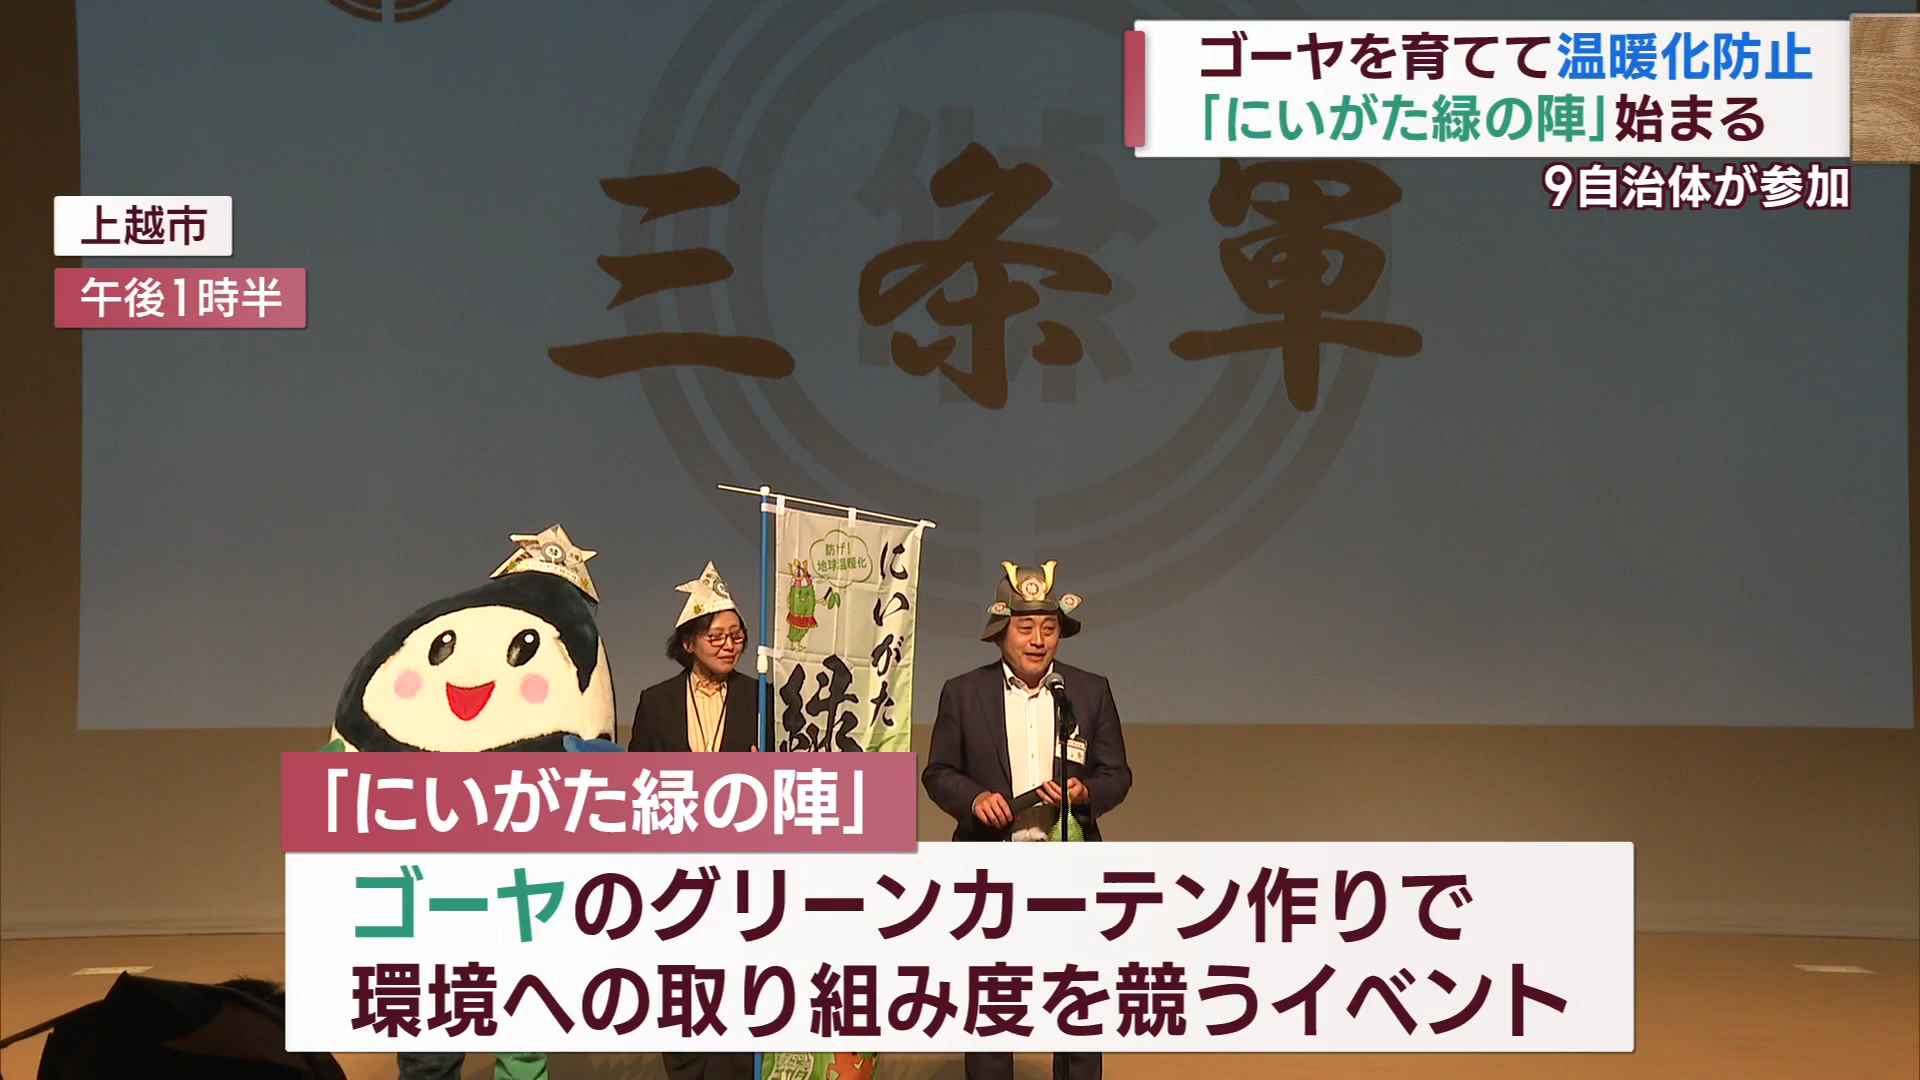 ゴーヤを育てて温暖化防止
「にいがた緑の陣」始まる
9自治体が参加
上越市
午後1時半
三条軍
防げ!
地球温暖化
にいがた
緑
「にいがた緑の陣」
ゴーヤのグリーンカーテン作りで
環境への取り組み度を競うイベント